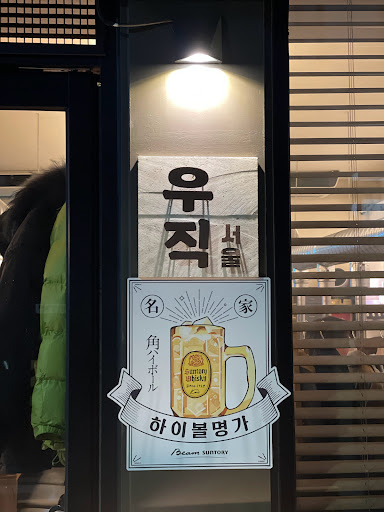 우직
서울
名 家
角ハイボール
Suntory
Whisky
하이볼명가
Beam SUNTORY